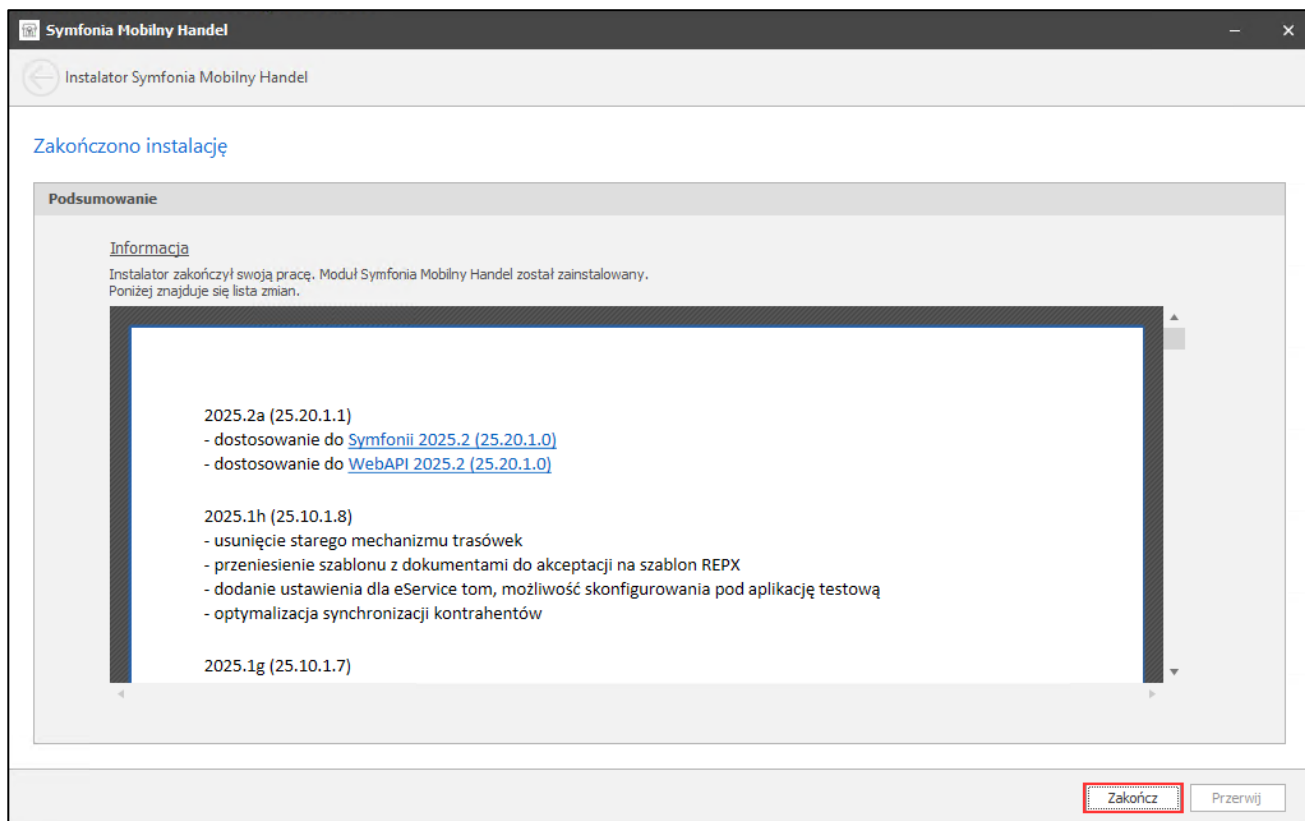 Symfonia Mobilny Handel
Instalator Symfonia Mobilny Handel
Zakończono instalację
Podsumowanie
Informacja
Instalator zakończył swoją pracę. Moduł Symfonia Mobilny Handel został zainstalowany.
Poniżej znajduje się lista zmian.
2025.2a (25.20.1.1)
- dostosowanie do Symfonii 2025.2 (25.20.1.0)
- dostosowanie do WebAPI 2025.2 (25.20.1.0)
2025.1h (25.10.1.8)
- usunięcie starego mechanizmu trasówek
- przeniesienie szablonu z dokumentami do akceptacji na szablon REPX
- dodanie ustawienia dla eService tom, możliwość skonfigurowania pod aplikację testową
- optymalizacja synchronizacji kontrahentów
2025.1g (25.10.1.7)
Zakończ
Przerwij